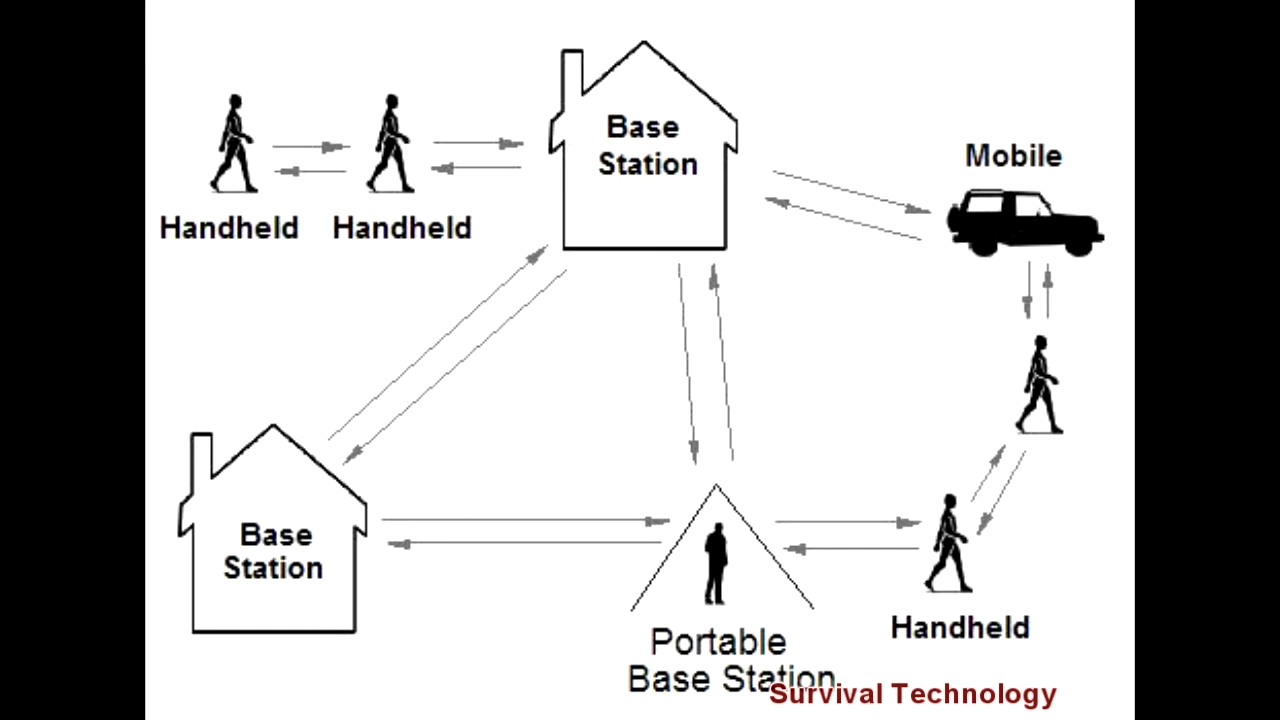 Base
Station
Mobile
Handheld
Handheld
Base
Station
Handheld
Portable
Base Station
Survival Technology